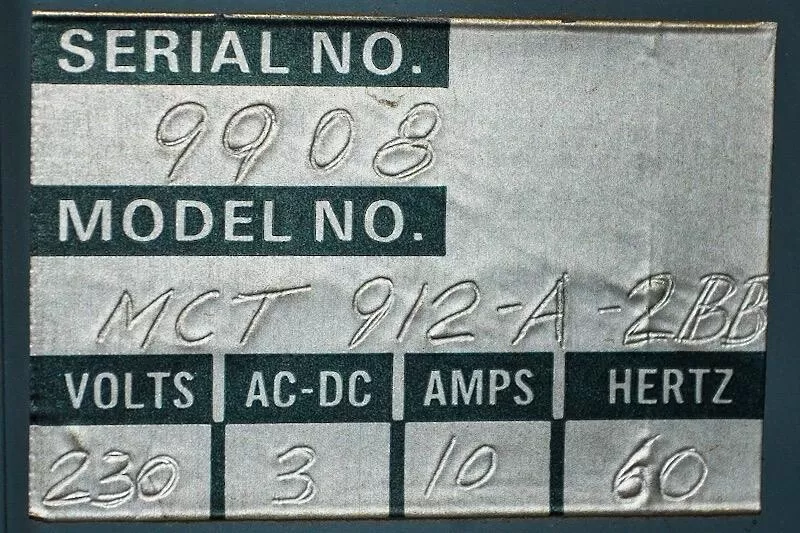 SERIAL NO.
9908
MODEL NO.
MCT 912-A-2BB
VOLTS AC-DC AMPS HERTZ
230 3 10 60